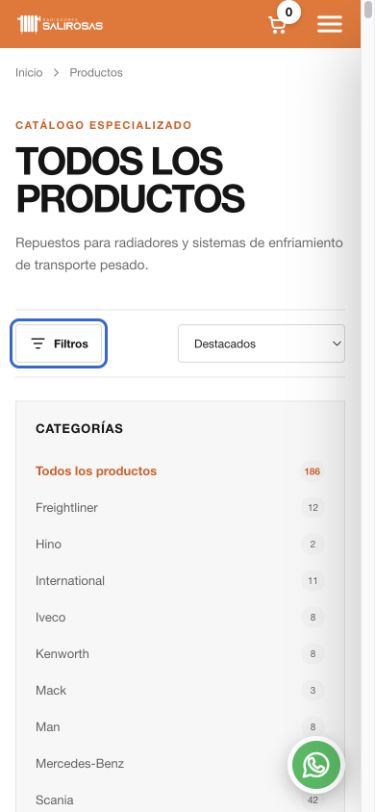 RADIADORES
SALIROSAS
0
Inicio > Productos
CATÁLOGO ESPECIALIZADO
TODOS LOS
PRODUCTOS
Repuestos para radiadores y sistemas de enfriamiento
de transporte pesado.
Filtros
Destacados
CATEGORÍAS
Todos los productos 186
Freightliner 12
Hino 2
International 11
Iveco 8
Kenworth 8
Mack 3
Man 8
Mercedes-Benz
Scania 42